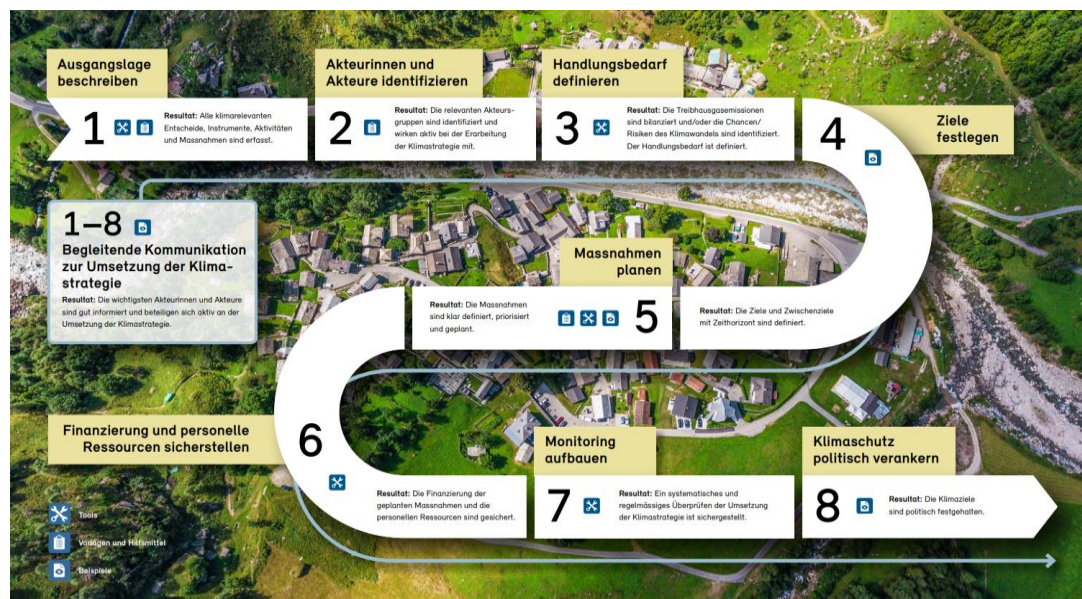 Ausgangslage
beschreiben
1
Resultat: Alle klimarelevanten
Entscheide, Instrumente, Aktivitäten
und Massnahmen sind erfasst.
Akteurinnen und
Akteure identifizieren
2
Resultat: Die relevanten Akteurs-
gruppen sind identifiziert und
wirken aktiv bei der Erarbeitung
der Klimastrategie mit.
Handlungsbedarf
definieren
3
Resultat: Die Treibhausgasemissionen
sind bilanziert und/oder die Chancen/
Risiken des Klimawandels sind identifiziert.
Der Handlungsbedarf ist definiert.
4
Ziele
festlegen
Resultat: Die Ziele und Zwischenziele
mit Zeithorizont sind definiert.
1–8
Begleitende Kommunikation
zur Umsetzung der Klima-
strategie
Resultat: Die wichtigsten Akteurinnen und Akteure
sind gut informiert und beteiligen sich aktiv an der
Umsetzung der Klimastrategie.
Massnahmen
planen
Resultat: Die Massnahmen
sind klar definiert, priorisiert
und geplant.
5
Finanzierung und personelle
Ressourcen sicherstellen
6
Resultat: Die Finanzierung der
geplanten Massnahmen und die
personellen Ressourcen sind gesichert.
Monitoring
aufbauen
7
Resultat: Ein systematisches und
regelmässiges Überprüfen der Umsetzung
der Klimastrategie ist sichergestellt.
Klimaschutz
politisch verankern
8
Resultat: Die Klimaziele
sind politisch festgehalten.
Tools
Vorlagen und Hilfsmittel
Beispiele